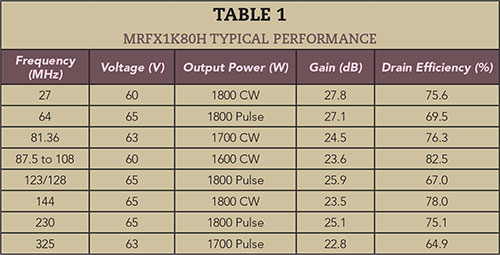 TABLE 1
MRFX1K80H TYPICAL PERFORMANCE
Frequency (MHz) Voltage (V) Output Power (W) Gain (dB) Drain Efficiency (%)
27 60 1800 CW 27.8 75.6
64 65 1800 Pulse 27.1 69.5
81.36 63 1700 CW 24.5 76.3
87.5 to 108 60 1600 CW 23.6 82.5
123/128 65 1800 Pulse 25.9 67.0
144 65 1800 CW 23.5 78.0
230 65 1800 Pulse 25.1 75.1
325 63 1700 Pulse 22.8 64.9